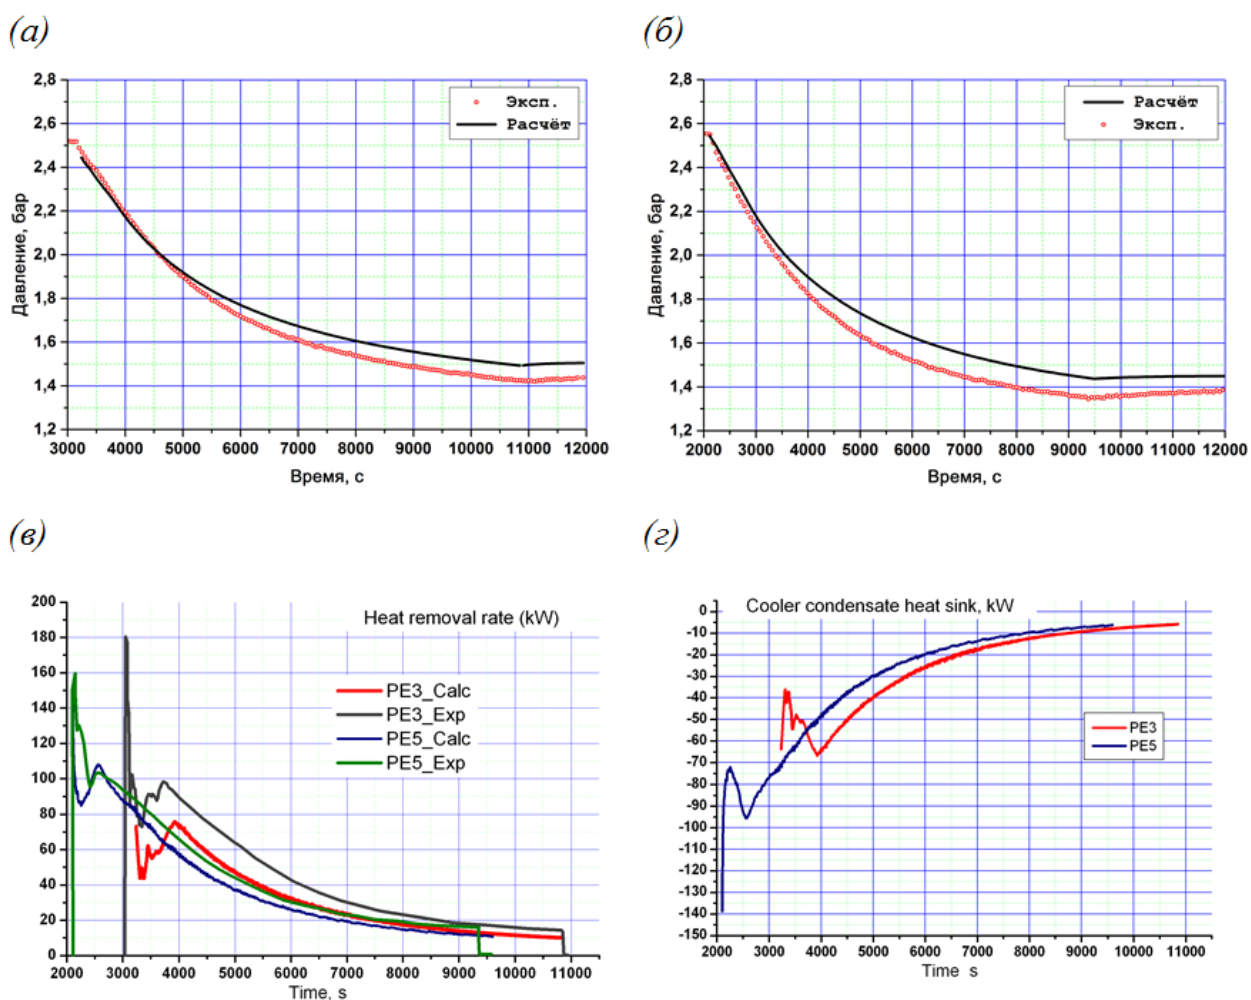 (а)
(б)
2,8
2,6
2,4
2,2
2,0
1,8
1,6
1,4
1,2
Давление, бар
Эксп.
Расчёт
3000 4000 5000 6000 7000 8000 9000 10000 11000 12000
Время, с
2,8
2,6
2,4
2,2
2,0
1,8
1,6
1,4
1,2
Давление, бар
Расчёт
Эксп.
2000 3000 4000 5000 6000 7000 8000 9000 10000 11000 12000
Время, с
(в)
(г)
200
180
160
140
120
100
80
60
40
20
0
Heat removal rate (kW)
PE3_Calc
PE3_Exp
PE5_Calc
PE5_Exp
2000 3000 4000 5000 6000 7000 8000 9000 10000 11000
Time, s
Cooler condensate heat sink, kW
0
-10
-20
-30
-40
-50
-60
-70
-80
-90
-100
-110
-120
-130
-140
-150
PE3
PE5
2000 3000 4000 5000 6000 7000 8000 9000 10000 11000
Time s